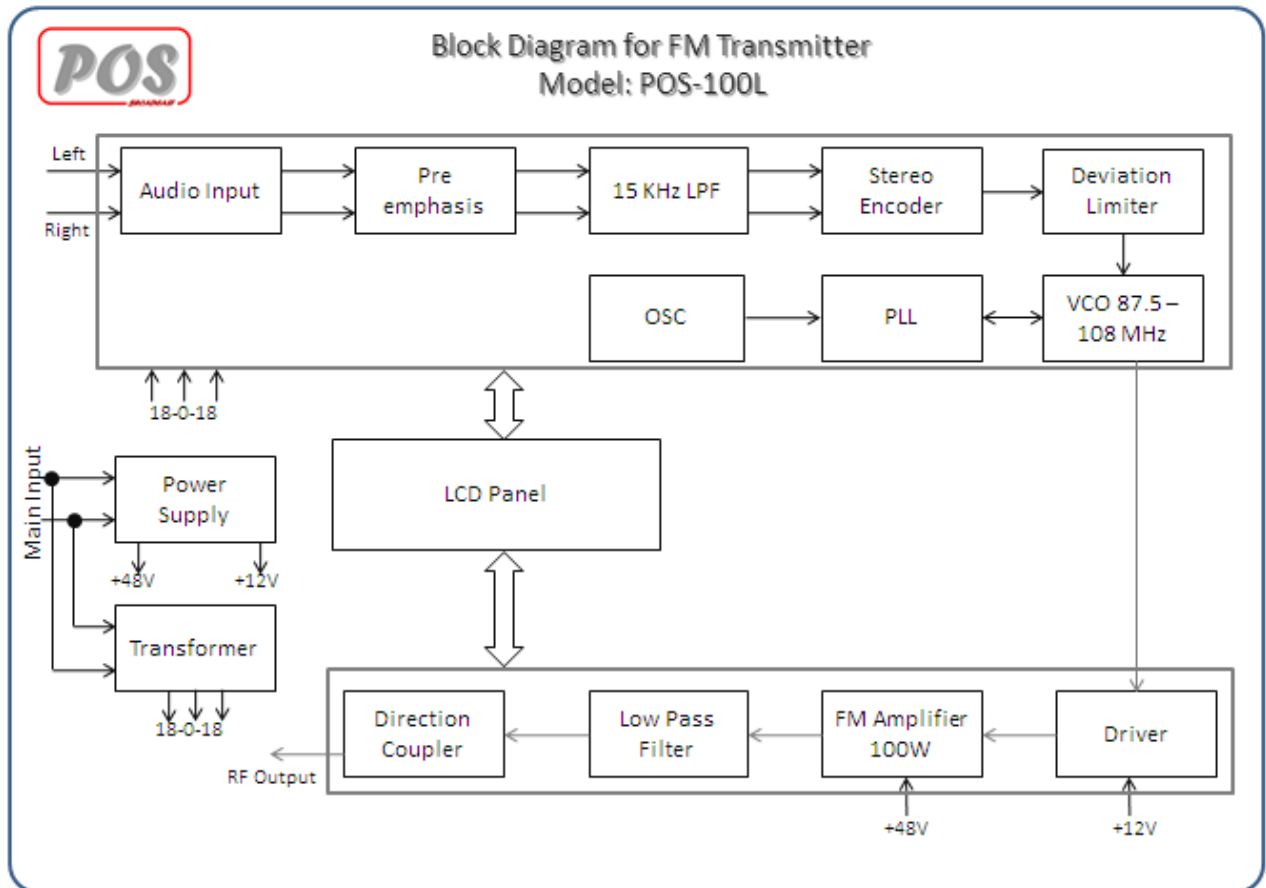 POS
BROADCAST
Block Diagram for FM Transmitter
Model: POS-100L
Left
Right
Audio Input
Pre
emphasis
15 KHz LPF
Stereo
Encoder
Deviation
Limiter
OSC
PLL
VCO 87.5 –
108 MHz
18-0-18
Main Input
Power
Supply
+48V
+12V
LCD Panel
Transformer
18-0-18
Direction
Coupler
Low Pass
Filter
FM Amplifier
100W
Driver
RF Output
+48V
+12V